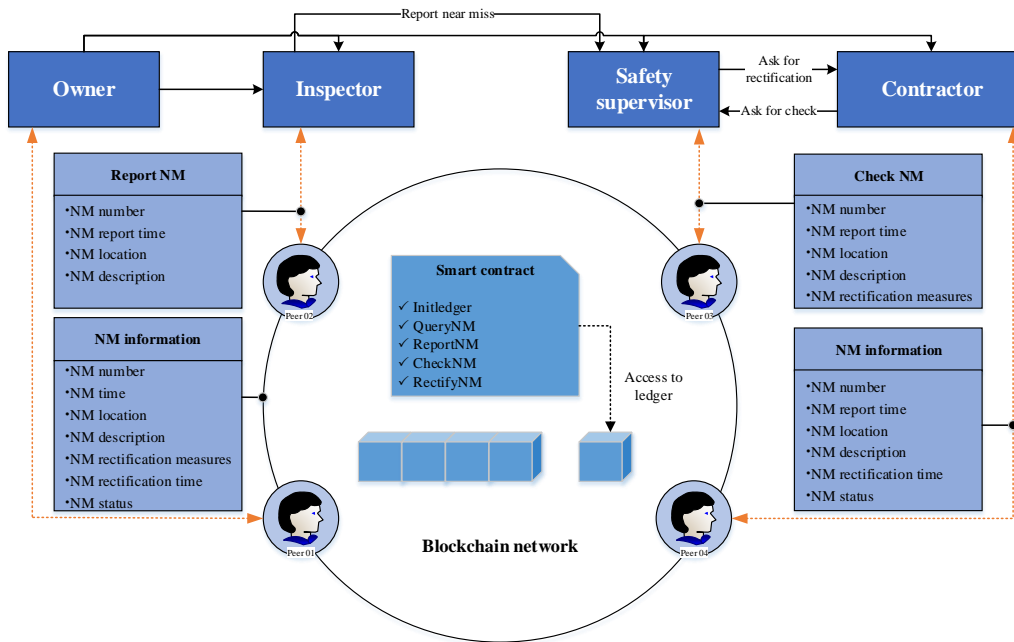 Report near miss
Owner
Inspector
Safety
supervisor
Ask for
rectification
Ask for check
Contractor
Report NM
•NM number
•NM report time
•NM location
•NM description
Check NM
•NM number
•NM report time
•NM location
•NM description
•NM rectification measures
Peer 02
Smart contract
✓ Initledger
✓ QueryNM
✓ ReportNM
✓ CheckNM
✓ RectifyNM
Peer 03
NM information
•NM number
•NM time
•NM location
•NM description
•NM rectification measures
•NM rectification time
•NM status
Access to
ledger
NM information
•NM number
•NM report time
•NM location
•NM description
•NM rectification time
•NM status
Peer 01
Blockchain network
Peer 04